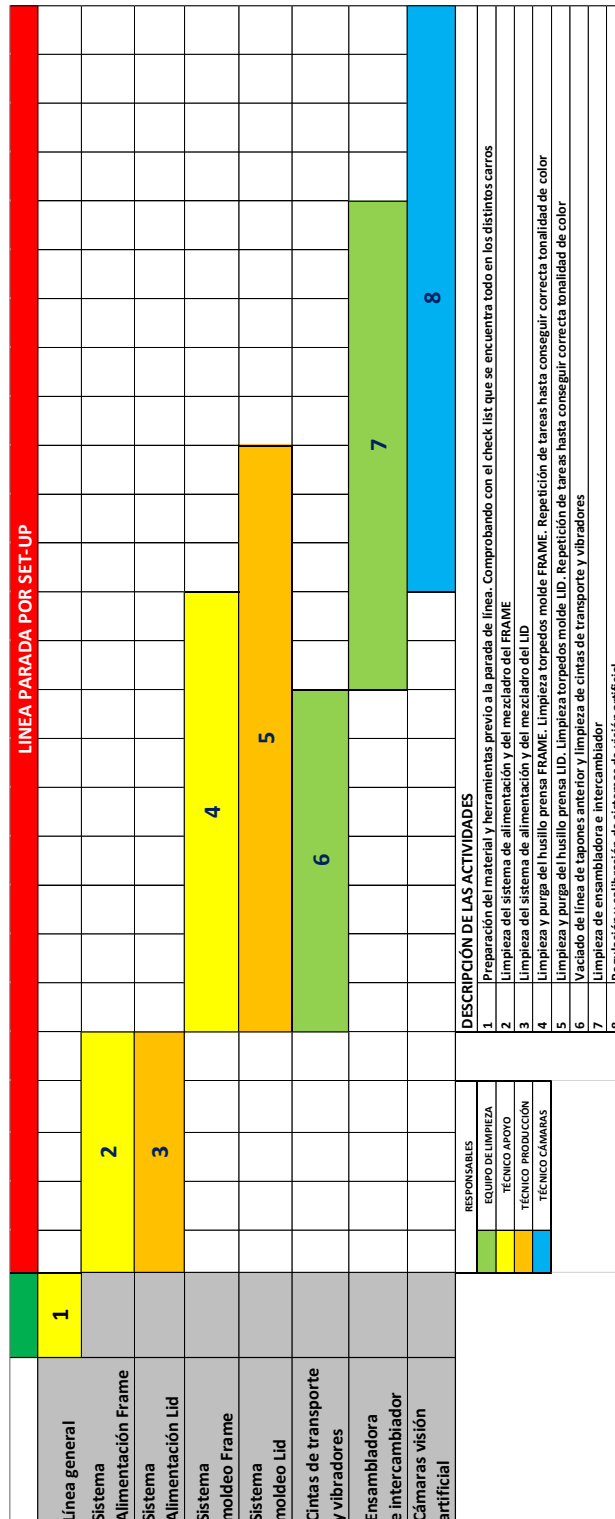 LINEA PARADA POR SET-UP
Línea general
1
Sistema
Alimentación Frame
2
Sistema
Alimentación Lid
3
Sistema
moldeo Frame
4
Sistema
moldeo Lid
5
Cintas de transporte
y vibradores
6
Ensambladora
e intercambiador
7
Cámaras visión
artificial
8
RESPONSABLES
EQUIPO DE LIMPIEZA
TÉCNICO APOYO
TÉCNICO PRODUCCIÓN
TÉCNICO CÁMARAS
DESCRIPCIÓN DE LAS ACTIVIDADES
1 Preparación del material y herramientas previo a la parada de línea. Comprobando con el check list que se encuentra todo en los distintos carros
2 Limpieza del sistema de alimentación y del mezcladro del FRAME
3 Limpieza del sistema de alimentación y del mezcladro del LID
4 Limpieza y purga del husillo prensa FRAME. Limpieza torpedos molde FRAME. Repetición de tareas hasta conseguir correcta tonalidad de color
5 Limpieza y purga del husillo prensa LID. Limpieza torpedos molde LID. Repetición de tareas hasta conseguir correcta tonalidad de color
6 Vaciado de línea de tapones anterior y limpieza de cintas de transporte y vibradores
7 Limpieza de ensambladora e intercambiador
8 Regulación y calibración de sistemas de visión artificial